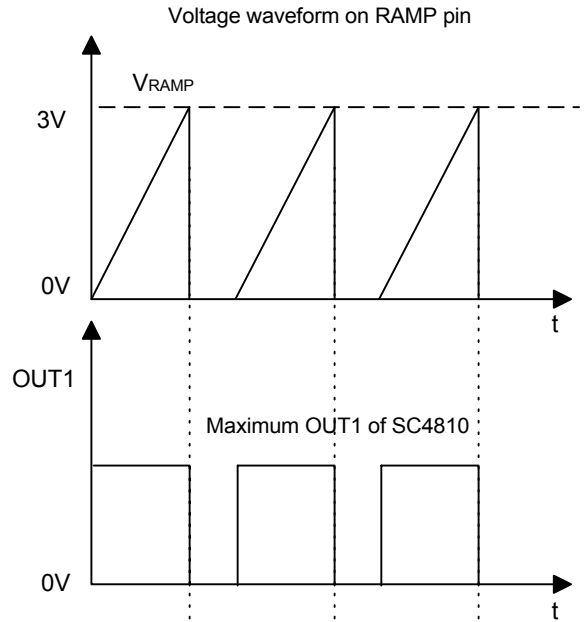 Voltage waveform on RAMP pin
VRAMP
3V
0V
t
OUT1
Maximum OUT1 of SC4810
0V
t